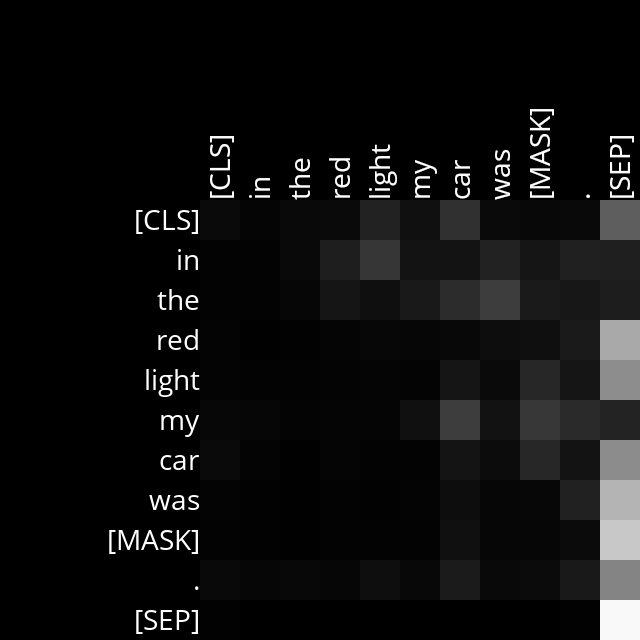 [CLS] in the red light my car was [MASK] . [SEP]
[CLS]
in
the
red
light
my
car
was
[MASK]
.
[SEP]